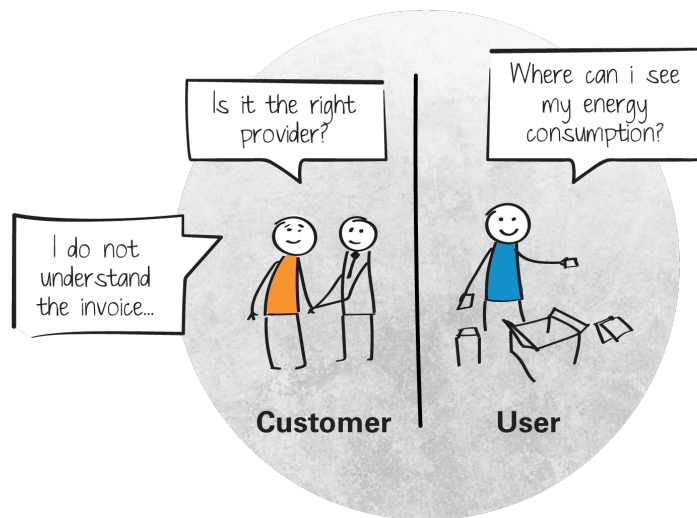 Is it the right
provider?
Where can i see
my energy
consumption?
I do not
understand
the invoice...
Customer
User